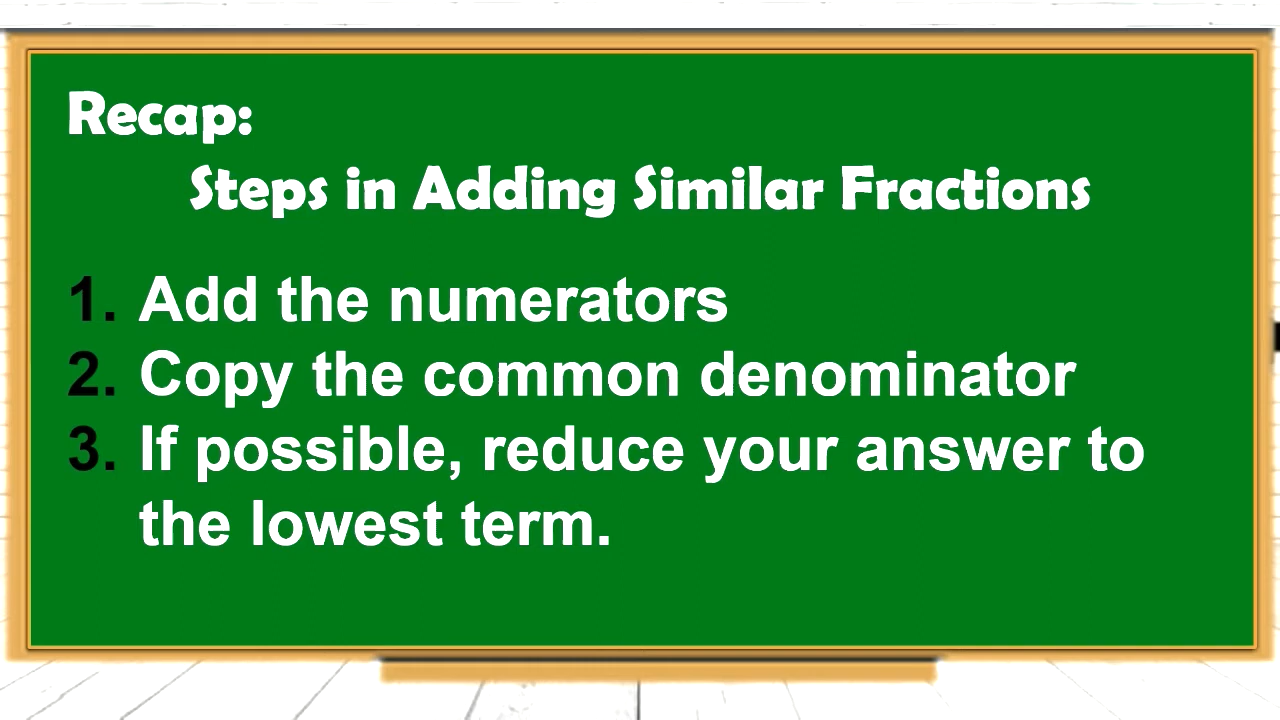 Recap:
Steps in Adding Similar Fractions
1. Add the numerators
2. Copy the common denominator
3. If possible, reduce your answer to
the lowest term.